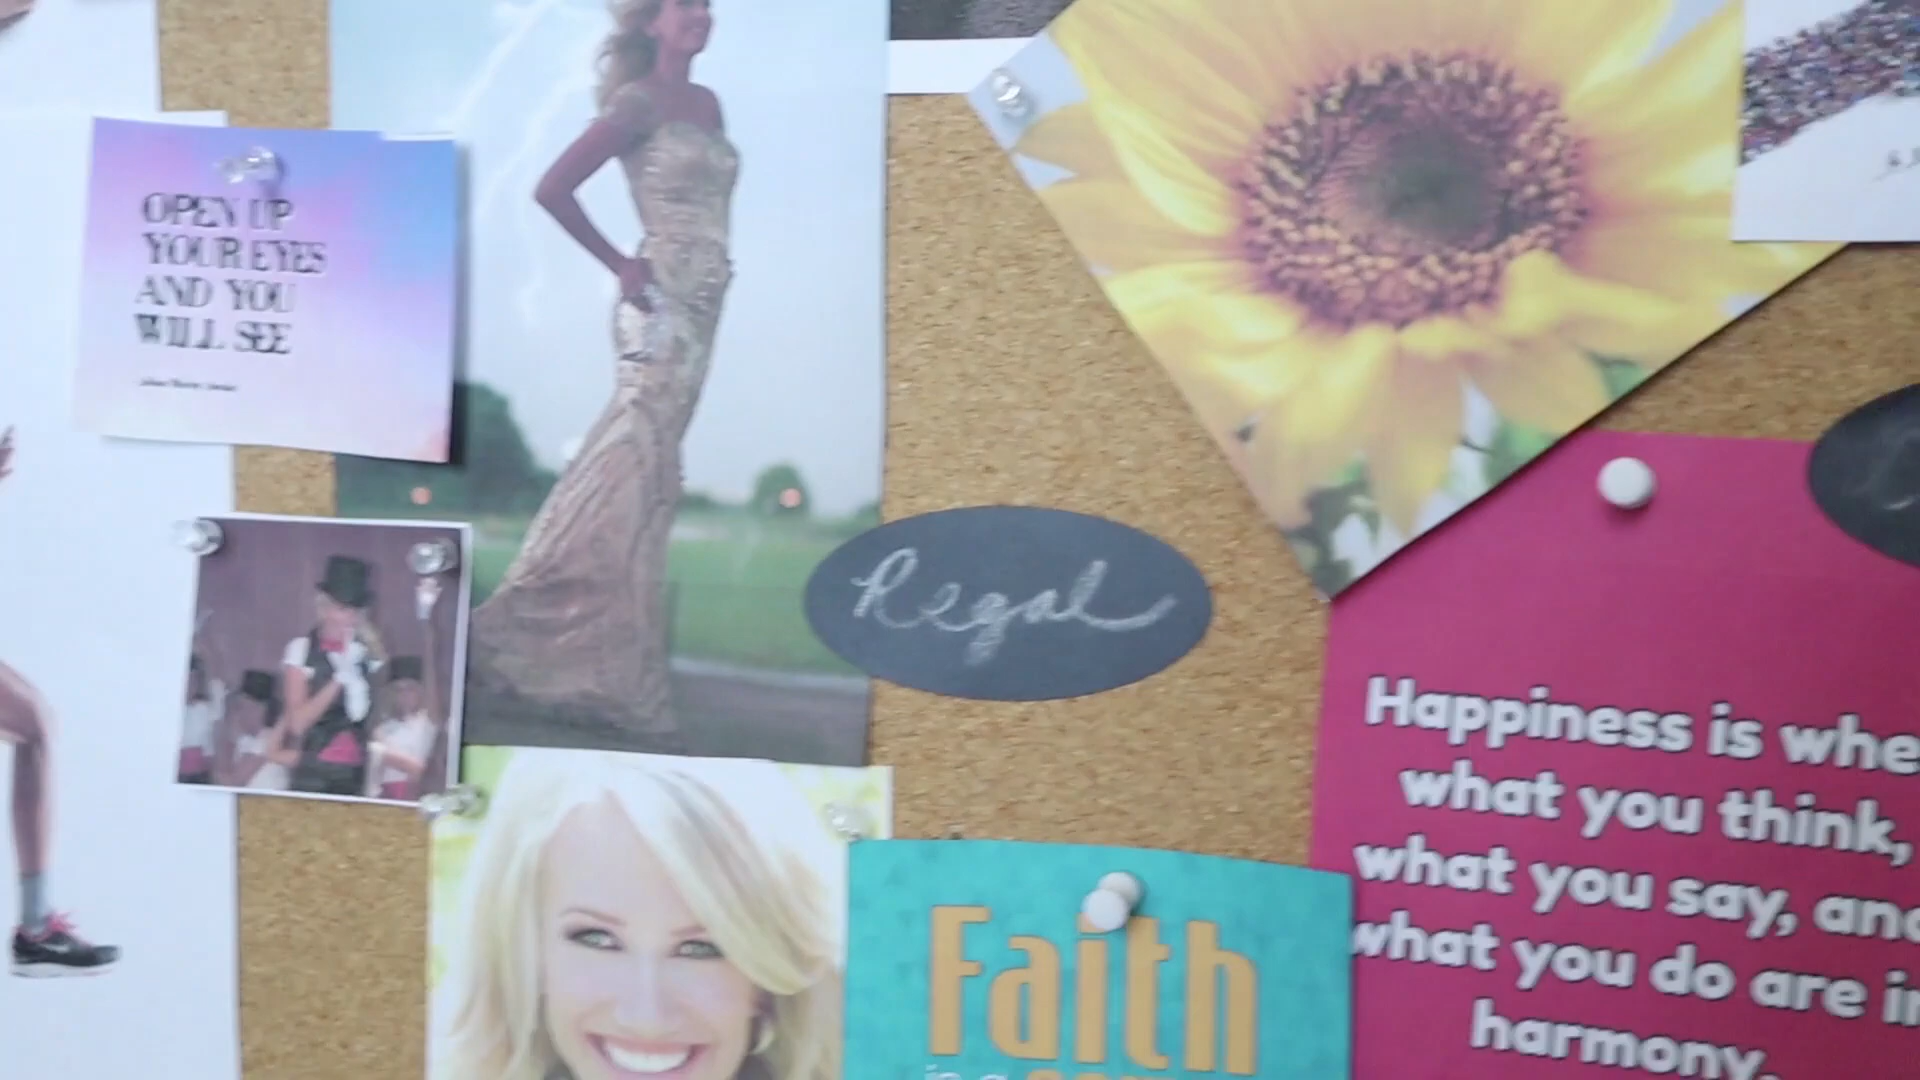 OPEN UP
YOUR EYES
AND YOU
WILL SEE
Regal
Happiness is whe
what you think,
what you say, and
what you do are in
harmony.
Faith
is a